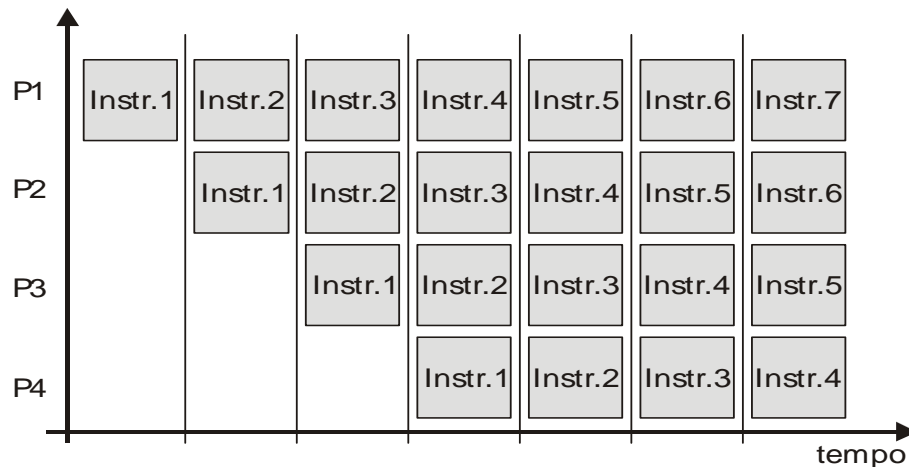 P1 Instr.1 Instr.2 Instr.3 Instr.4 Instr.5 Instr.6 Instr.7
P2 Instr.1 Instr.2 Instr.3 Instr.4 Instr.5 Instr.6
P3 Instr.1 Instr.2 Instr.3 Instr.4 Instr.5
P4 Instr.1 Instr.2 Instr.3 Instr.4
tempo